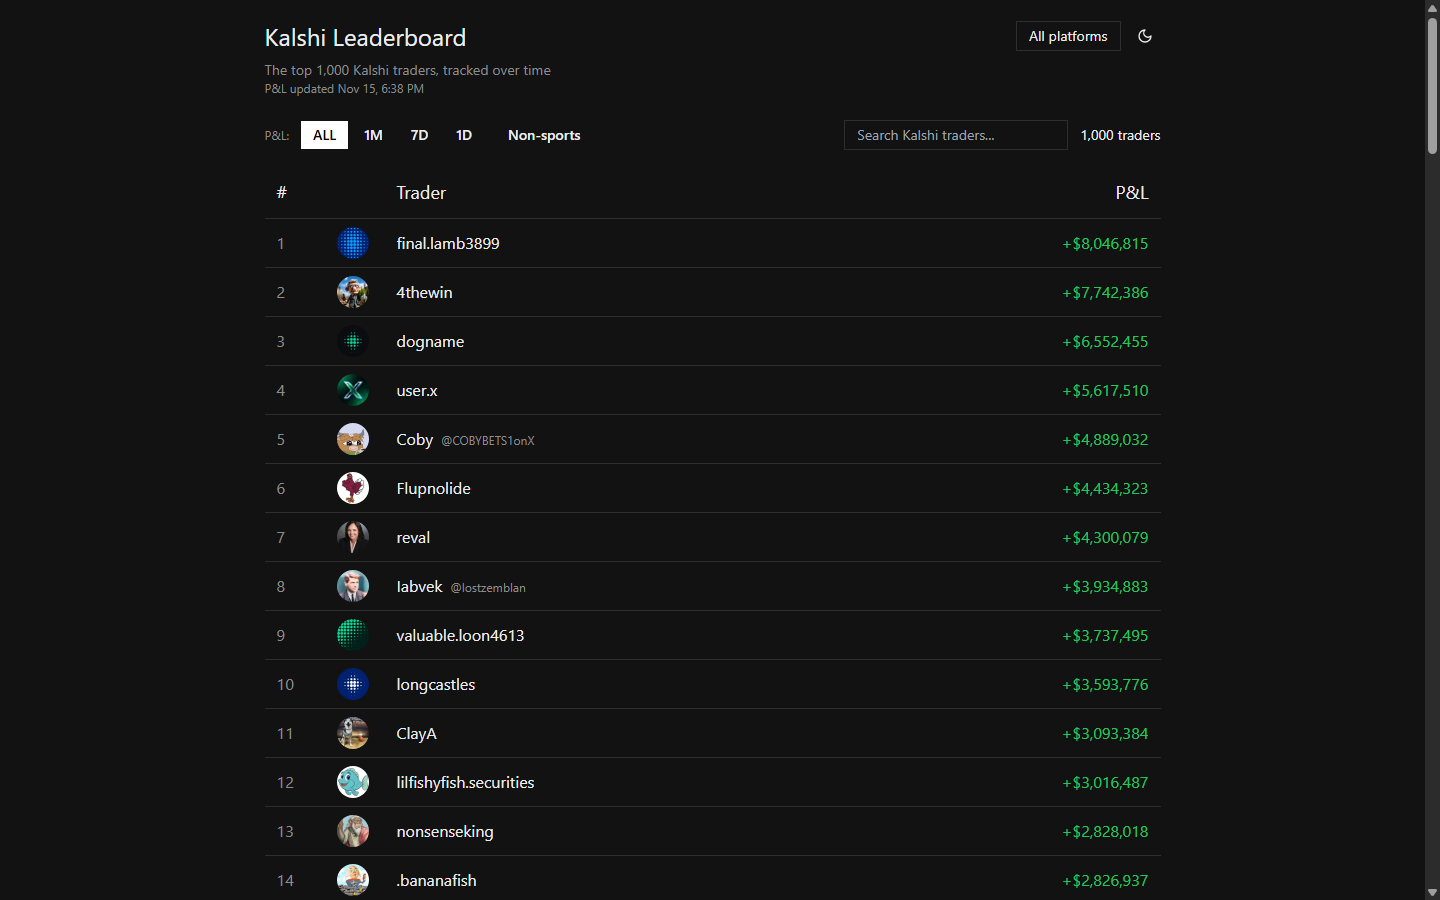 Kalshi Leaderboard
All platforms
The top 1,000 Kalshi traders, tracked over time
P&L updated Nov 15, 6:38 PM
P&L: ALL 1M 7D 1D Non-sports Search Kalshi traders... 1,000 traders
# Trader P&L
1 final.lamb3899 +$8,046,815
2 4thewin +$7,742,386
3 dogname +$6,552,455
4 user.x +$5,617,510
5 Coby @COBYBETS1onX +$4,889,032
6 Flupnolide +$4,434,323
7 reval +$4,300,079
8 Iabvek @lostzemblan +$3,934,883
9 valuable.loon4613 +$3,737,495
10 longcastles +$3,593,776
11 ClayA +$3,093,384
12 lilfishyfish.securities +$3,016,487
13 nonsenseking +$2,828,018
14 .bananafish +$2,826,937